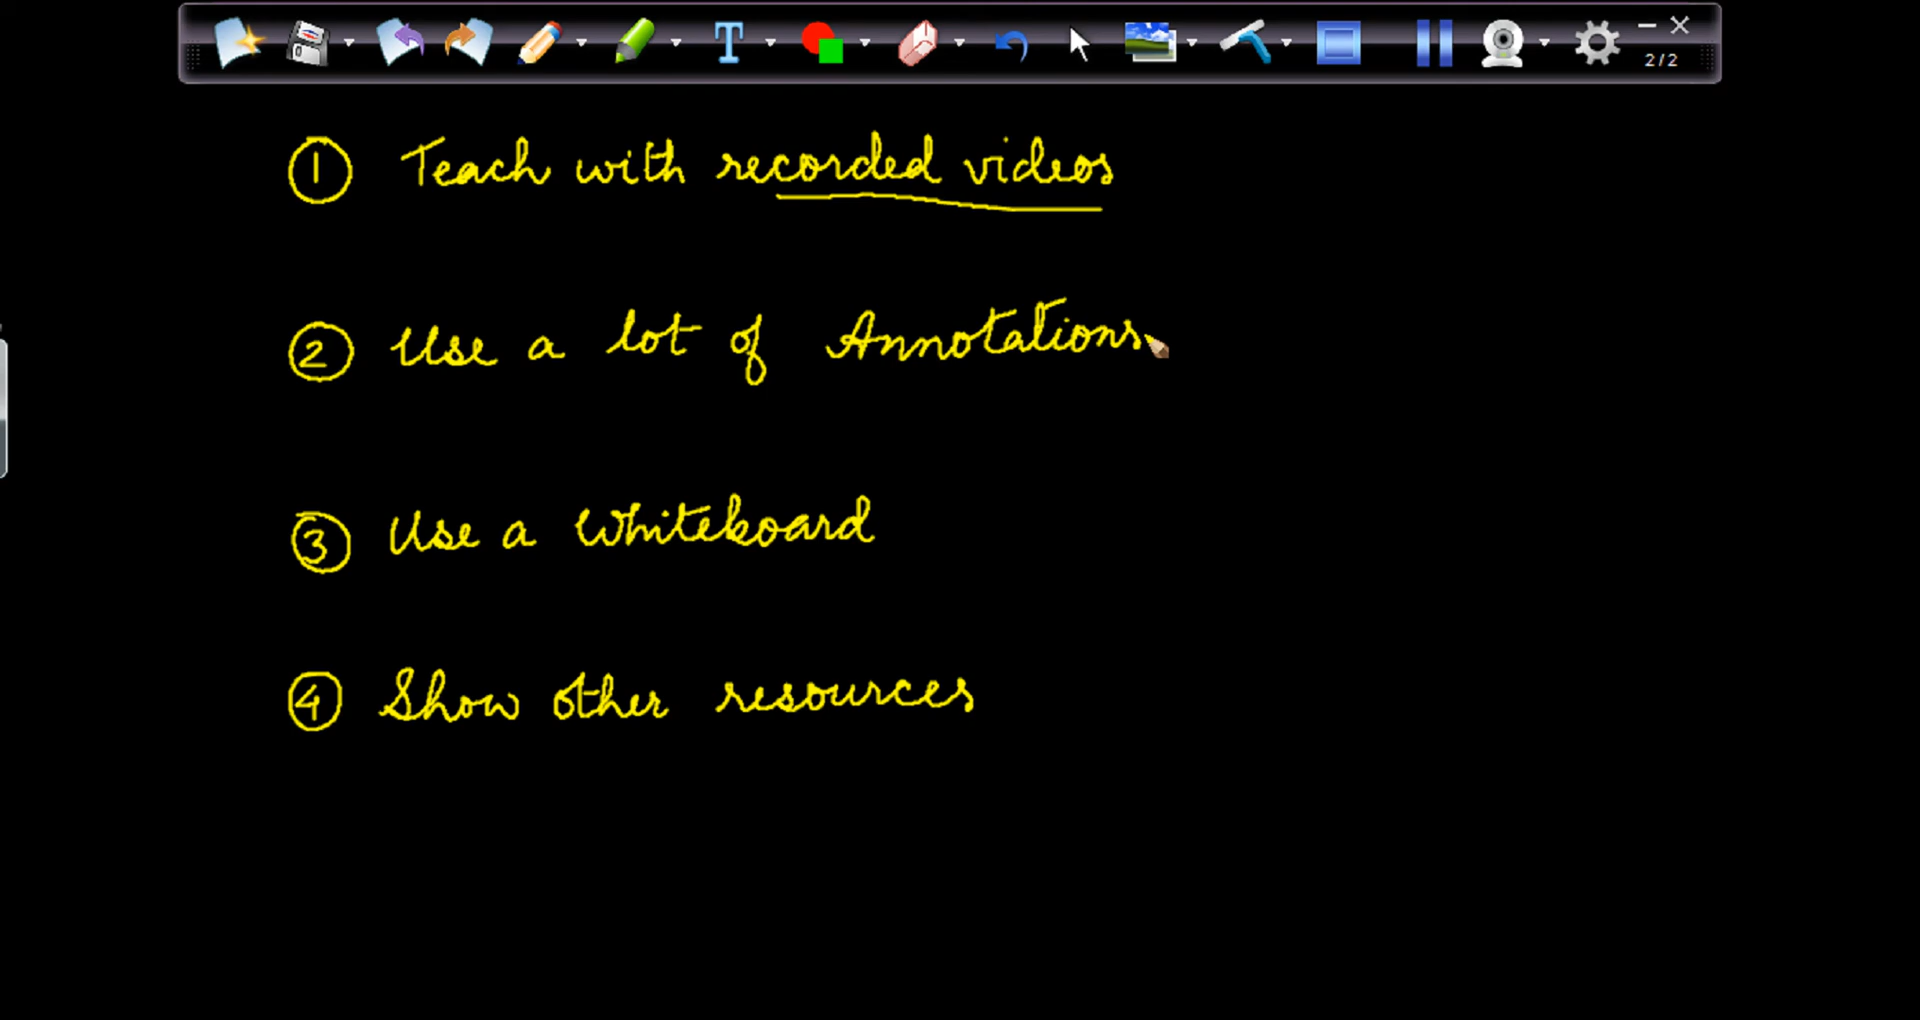 2/2
① Teach with recorded videos
② Use a lot of Annotations
③ Use a Whiteboard
④ Show other resources